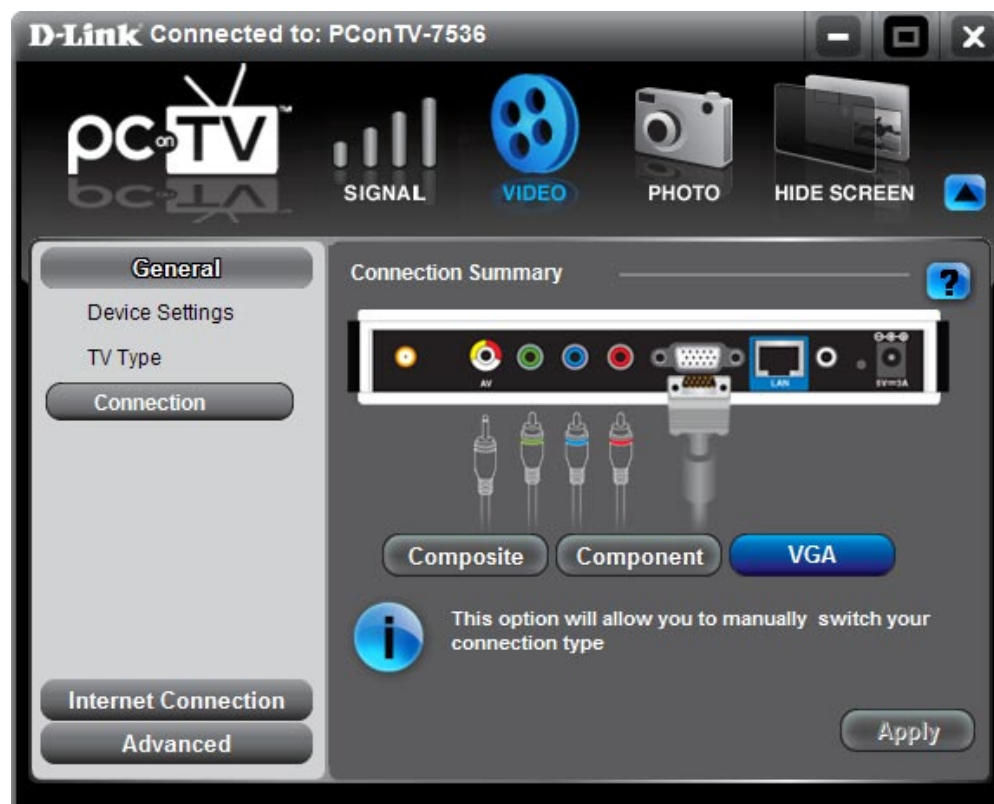 D-Link Connected to: PConTV-7536
PC on TV™
SIGNAL
VIDEO
PHOTO
HIDE SCREEN
General
Device Settings
TV Type
Connection
Internet Connection
Advanced
Connection Summary
?
AV
LAN
5V⎓3A
Composite
Component
VGA
i
This option will allow you to manually switch your
connection type
Apply